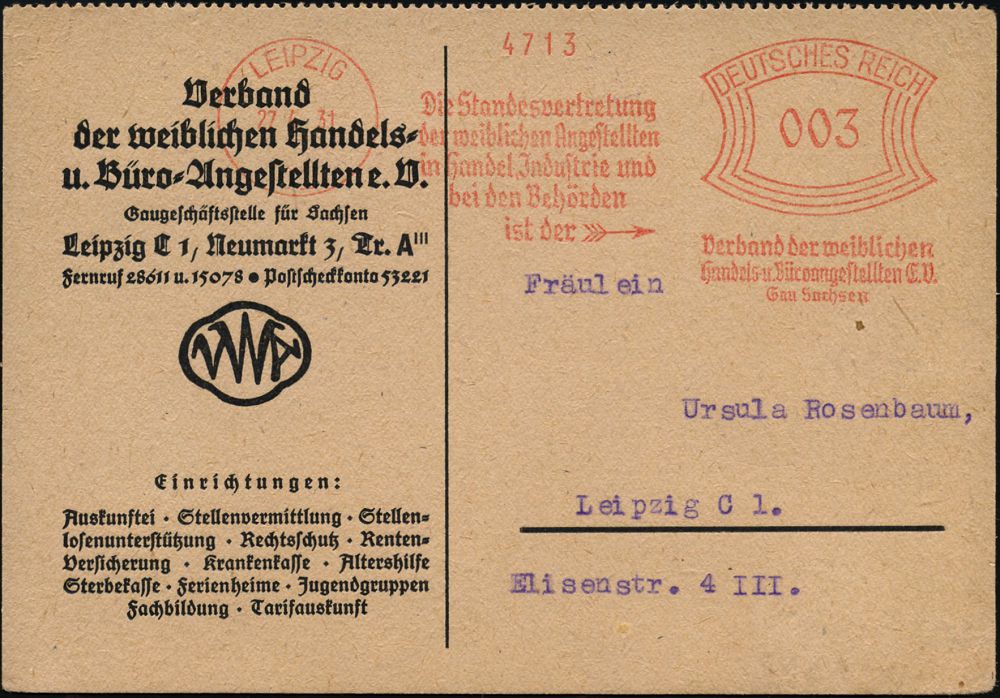 Verband
der weiblichen Handels-
u. Büro-Angestellten e. V.
Gaugeschäftsstelle für Sachsen
Leipzig C 1, Neumarkt 3, Tr. A III
Fernruf 28611 u. 15078 • Postscheckkonto 53221
VWA
Einrichtungen:
Auskunftei · Stellenvermittlung · Stellen-
losenunterstützung · Rechtsschutz · Renten-
Versicherung · Krankenkasse · Altershilfe
Sterbekasse · Ferienheime · Jugendgruppen
Fachbildung · Tarifauskunft
LEIPZIG
27. 31
4713
Die Standesvertretung
der weiblichen Angestellten
in Handel, Industrie und
bei den Behörden
ist der
DEUTSCHES REICH
003
Verband der weiblichen
Handels- u. Büroangestellten E.V.
Gau Sachsen
Fräulein
Ursula Rosenbaum,
Leipzig C 1.
Elisenstr. 4 III.